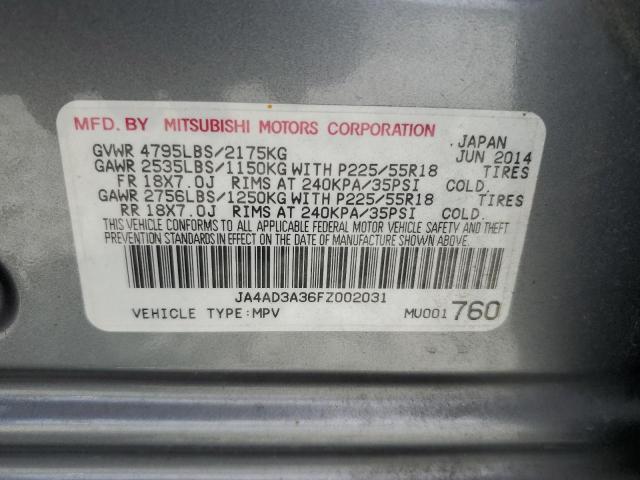 MFD. BY MITSUBISHI MOTORS CORPORATION
GVWR 4795LBS/2175KG , JAPAN JUN 2014
GAWR 2535LBS/1150KG WITH P225/55R18 TIRES
FR 18X7.0J RIMS AT 240KPA/35PSI COLD.
GAWR 2756LBS/1250KG WITH P225/55R18 TIRES
RR 18X7.0J RIMS AT 240KPA/35PSI COLD.
THIS VEHICLE CONFORMS TO ALL APPLICABLE FEDERAL MOTOR VEHICLE SAFETY AND THEFT
PREVENTION STANDARDS IN EFFECT ON THE DATE OF MANUFACTURE SHOWN ABOVE.
JA4AD3A36FZ002031
VEHICLE TYPE:MPV MU001760